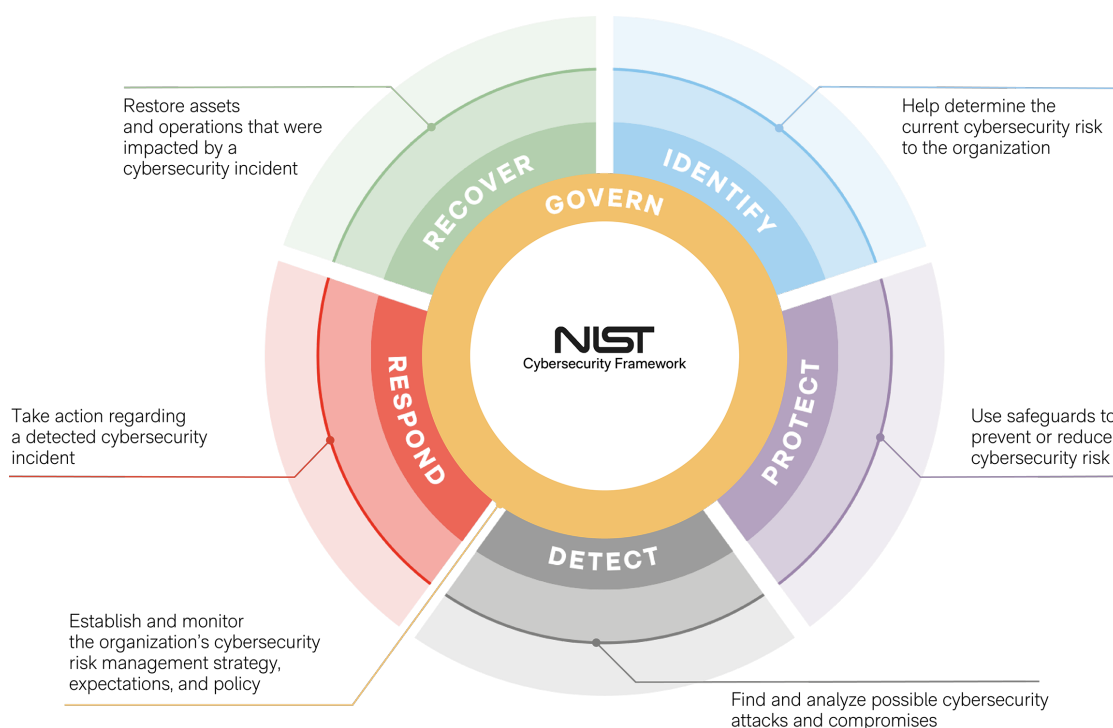 Restore assets
and operations that were
impacted by a
cybersecurity incident
Help determine the
current cybersecurity risk
to the organization
RECOVER
IDENTIFY
GOVERN
NIST
Cybersecurity Framework
RESPOND
PROTECT
DETECT
Take action regarding
a detected cybersecurity
incident
Use safeguards to
prevent or reduce
cybersecurity risk
Establish and monitor
the organization's cybersecurity
risk management strategy,
expectations, and policy
Find and analyze possible cybersecurity
attacks and compromises